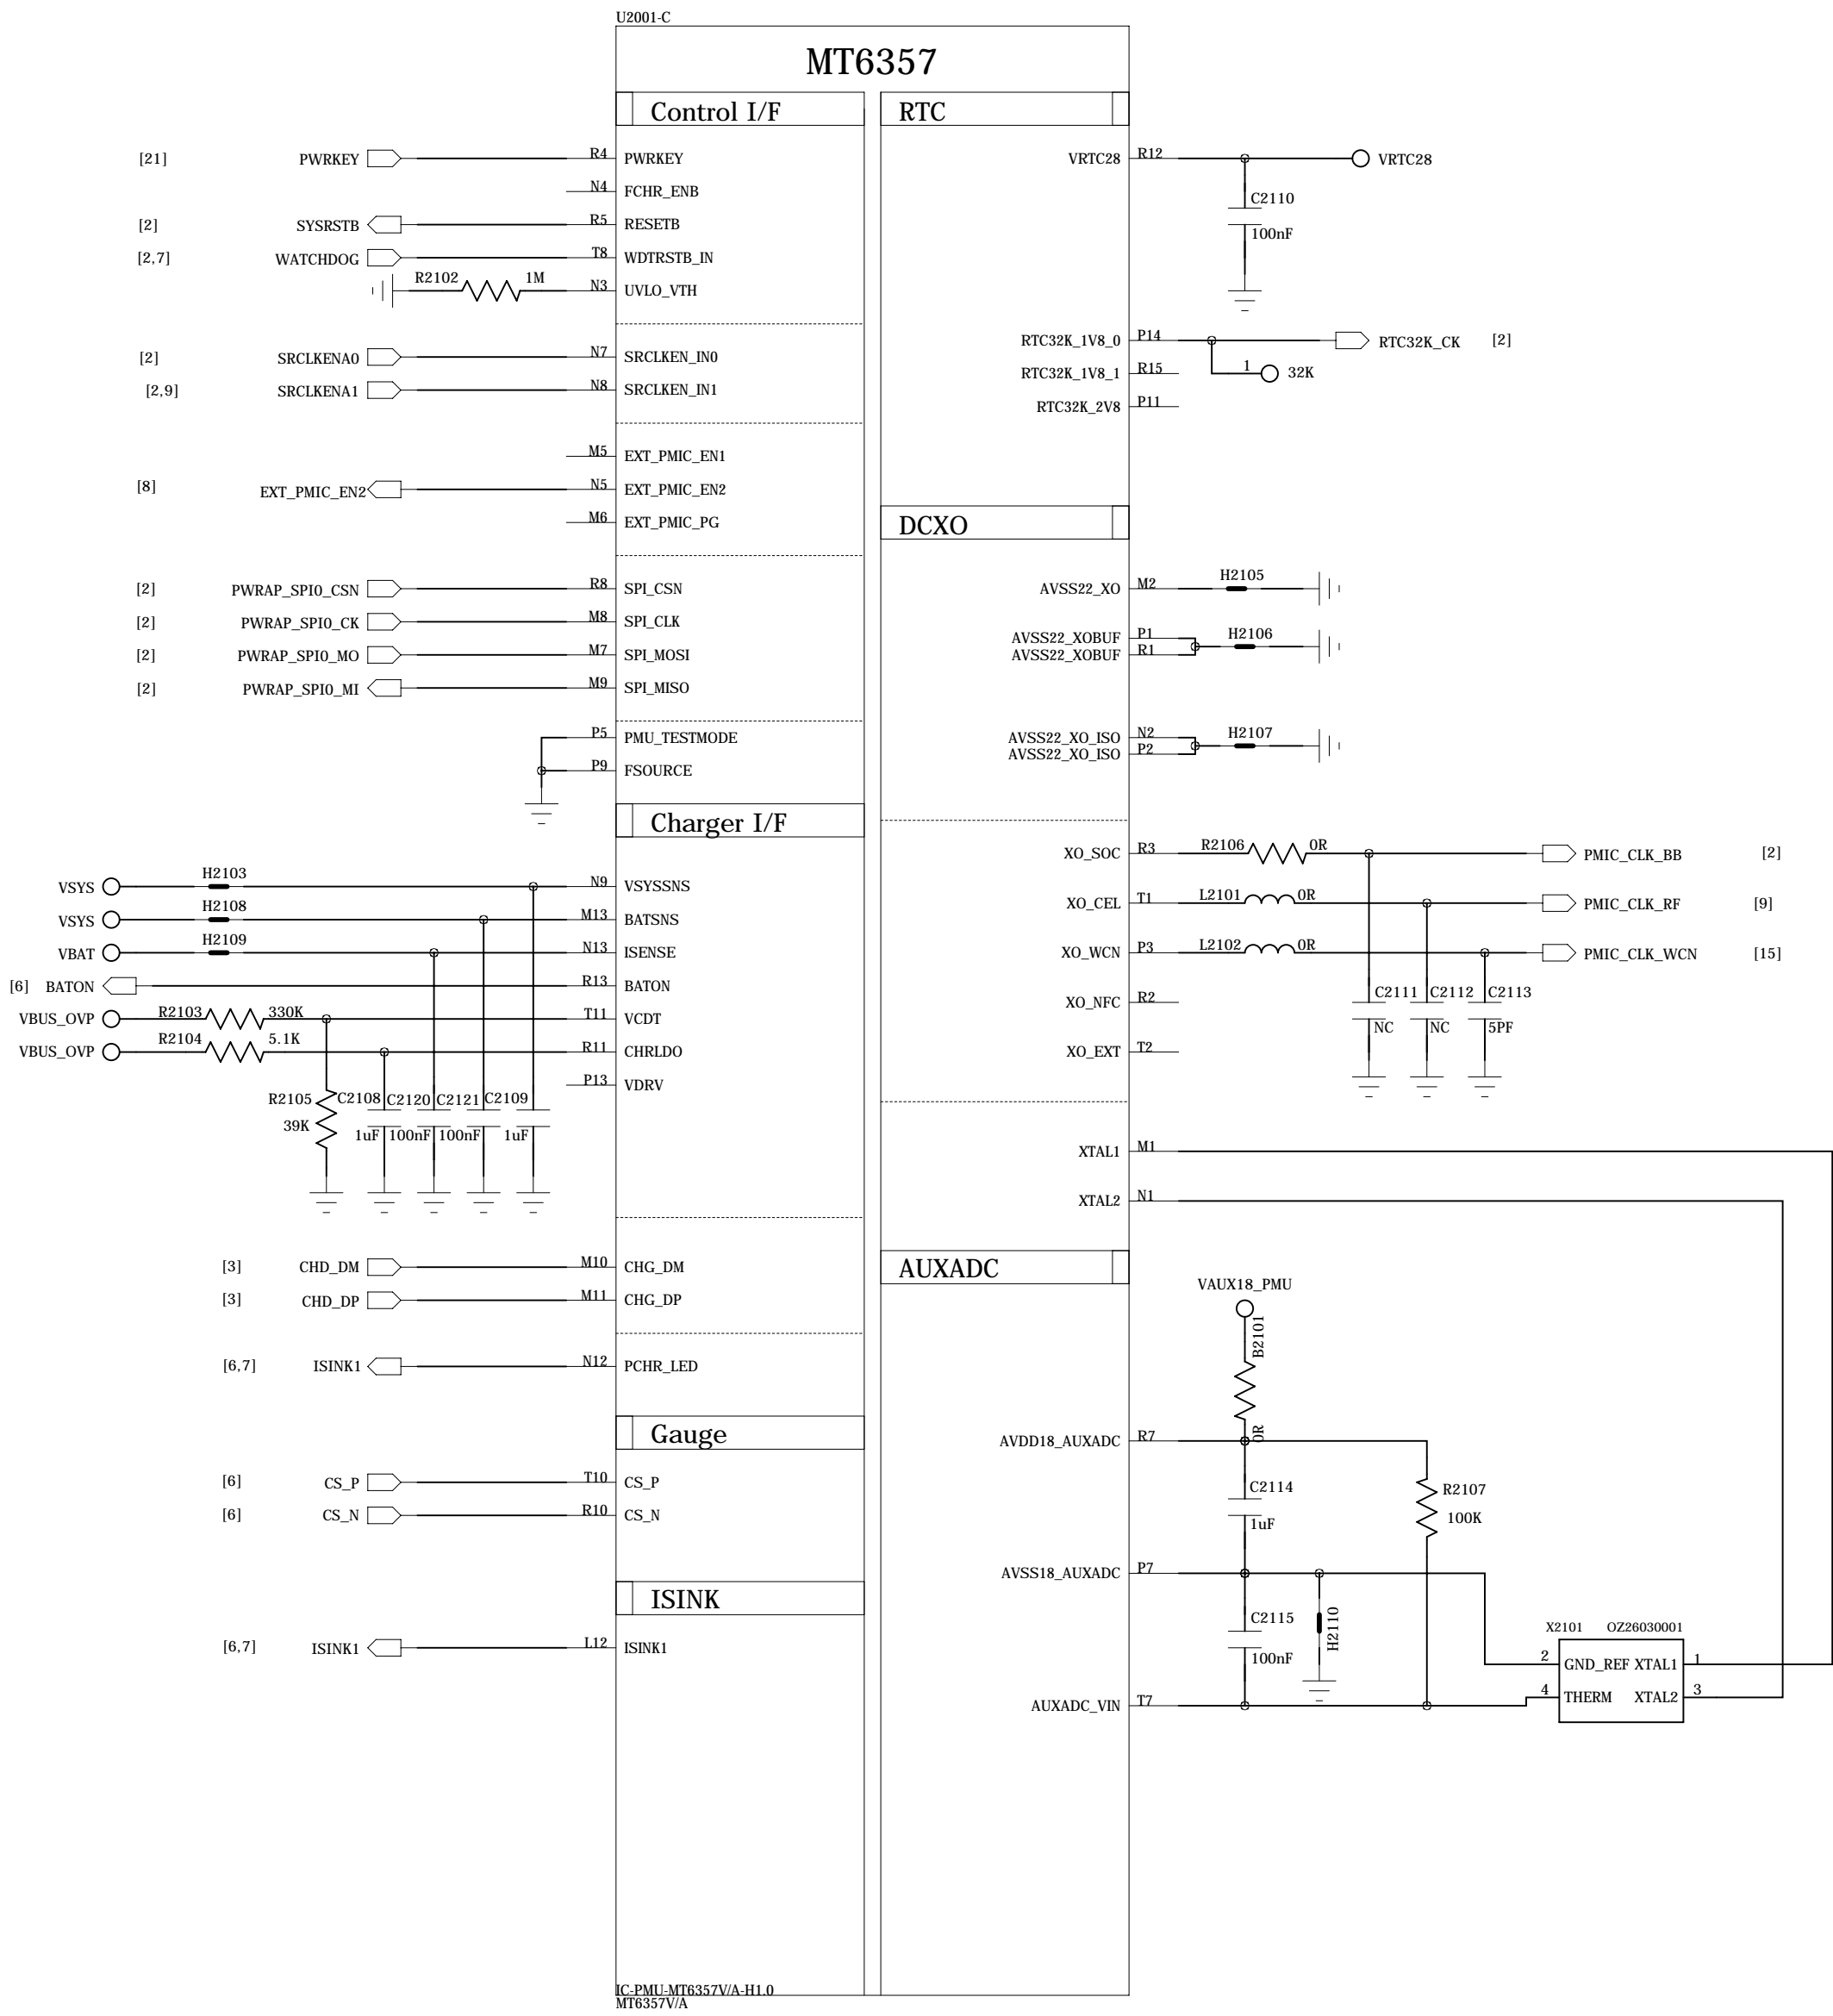 U2001-C
MT6357
Control I/F
[21] PWRKEY R4 PWRKEY
N4 FCHR_ENB
[2] SYSRSTB R5 RESETB
[2,7] WATCHDOG T8 WDTRSTB_IN
R2102 1M N3 UVLO_VTH
[2] SRCLKENA0 N7 SRCLKEN_IN0
[2,9] SRCLKENA1 N8 SRCLKEN_IN1
M5 EXT_PMIC_EN1
[8] EXT_PMIC_EN2 N5 EXT_PMIC_EN2
M6 EXT_PMIC_PG
[2] PWRAP_SPI0_CSN R8 SPI_CSN
[2] PWRAP_SPI0_CK M8 SPI_CLK
[2] PWRAP_SPI0_MO M7 SPI_MOSI
[2] PWRAP_SPI0_MI M9 SPI_MISO
P5 PMU_TESTMODE
P9 FSOURCE
Charger I/F
VSYS H2103 N9 VSYSSNS
VSYS H2108 M13 BATSNS
VBAT H2109 N13 ISENSE
[6] BATON R13 BATON
VBUS_OVP R2103 330K T11 VCDT
VBUS_OVP R2104 5.1K R11 CHRLDO
P13 VDRV
R2105 C2108 C2120 C2121 C2109
39K 1uF 100nF 100nF 1uF
[3] CHD_DM M10 CHG_DM
[3] CHD_DP M11 CHG_DP
[6,7] ISINK1 N12 PCHR_LED
Gauge
[6] CS_P T10 CS_P
[6] CS_N R10 CS_N
ISINK
[6,7] ISINK1 L12 ISINK1
RTC
VRTC28 R12 VRTC28
C2110
100nF
RTC32K_1V8_0 P14 RTC32K_CK [2]
RTC32K_1V8_1 R15 1 32K
RTC32K_2V8 P11
DCXO
AVSS22_XO M2 H2105
AVSS22_XOBUF P1 H2106
AVSS22_XOBUF R1
AVSS22_XO_ISO N2 H2107
AVSS22_XO_ISO P2
XO_SOC R3 R2106 0R PMIC_CLK_BB [2]
XO_CEL T1 L2101 0R PMIC_CLK_RF [9]
XO_WCN P3 L2102 0R PMIC_CLK_WCN [15]
XO_NFC R2 C2111 C2112 C2113
NC NC 5PF
XO_EXT T2
XTAL1 M1
XTAL2 N1
AUXADC
VAUX18_PMU
B2101
0R
AVDD18_AUXADC R7
C2114 R2107
1uF 100K
AVSS18_AUXADC P7
C2115 H2110
100nF
AUXADC_VIN T7
X2101 OZ26030001
2 GND_REF XTAL1 1
4 THERM XTAL2 3
IC-PMU-MT6357V/A-H1.0
MT6357V/A